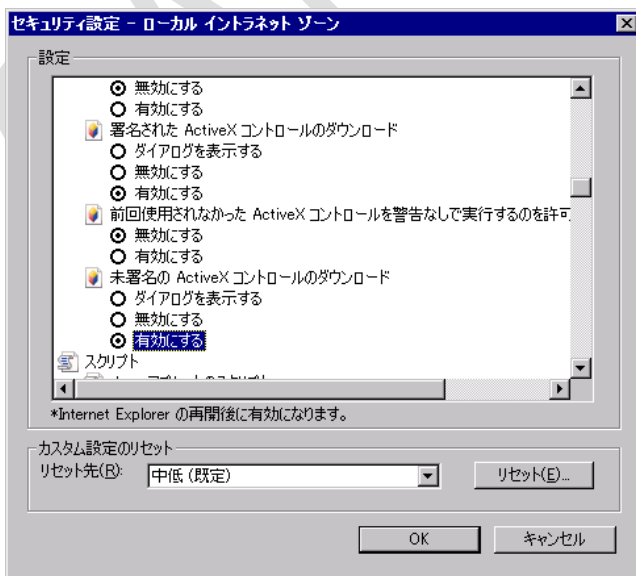 セキュリティ設定 - ローカル イントラネット ゾーン
設定
無効にする
有効にする
署名された ActiveX コントロールのダウンロード
ダイアログを表示する
無効にする
有効にする
前回使用されなかった ActiveX コントロールを警告なしで実行するのを許可
無効にする
有効にする
未署名の ActiveX コントロールのダウンロード
ダイアログを表示する
無効にする
有効にする
スクリプト
*Internet Explorer の再開後に有効になります。
カスタム設定のリセット
リセット先(R):
中低 (既定)
リセット(E)...
OK
キャンセル